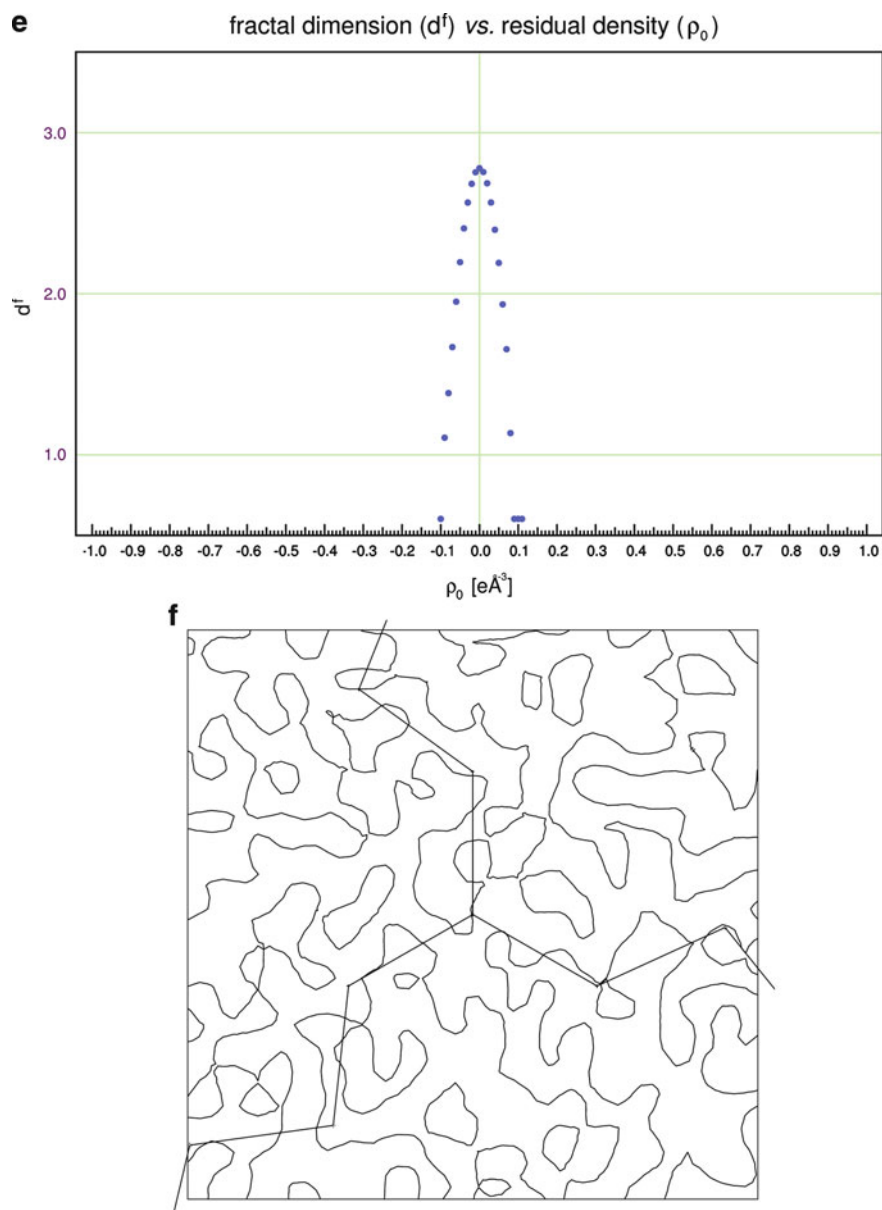 e
fractal dimension (dᶠ) vs. residual density (ρ₀)
3.0
2.0
1.0
dᶠ
-1.0 -0.9 -0.8 -0.7 -0.6 -0.5 -0.4 -0.3 -0.2 -0.1 0.0 0.1 0.2 0.3 0.4 0.5 0.6 0.7 0.8 0.9 1.0
ρ₀ [eÅ⁻³]
f